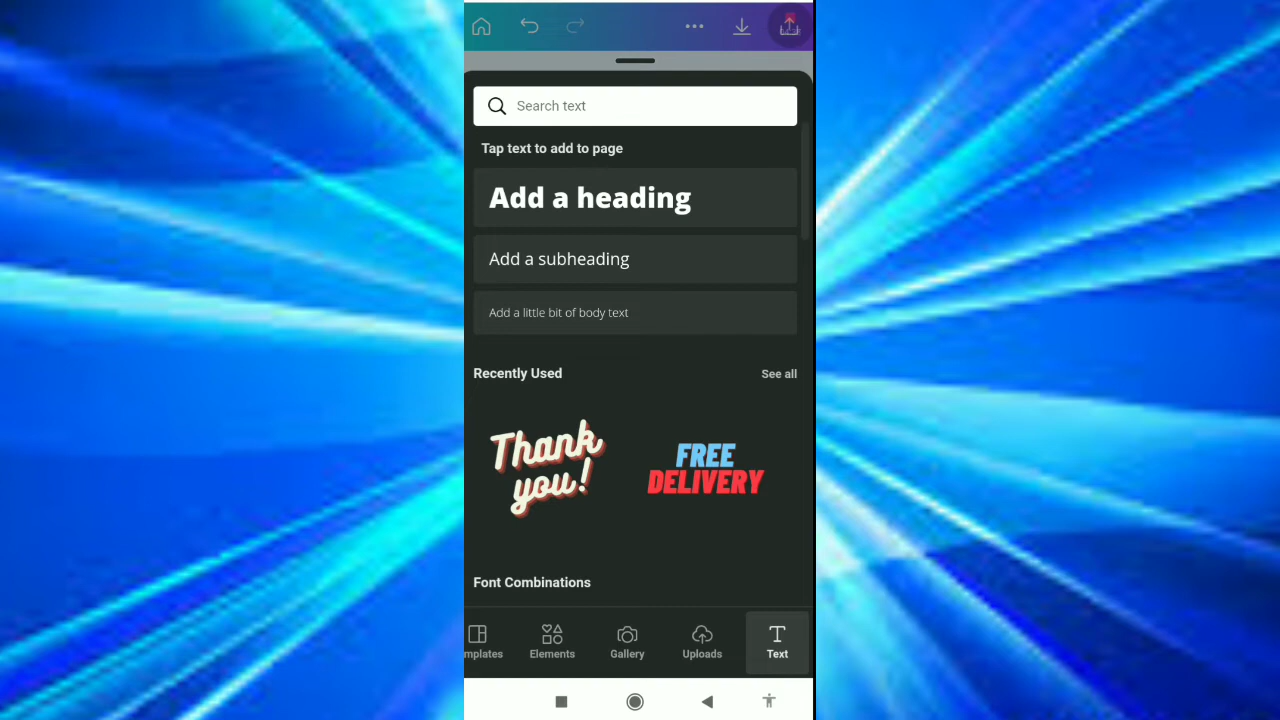 Search text
Tap text to add to page
Add a heading
Add a subheading
Add a little bit of body text
Recently Used
See all
Thank
you!
FREE
DELIVERY
Font Combinations
mplates
Elements
Gallery
Uploads
Text